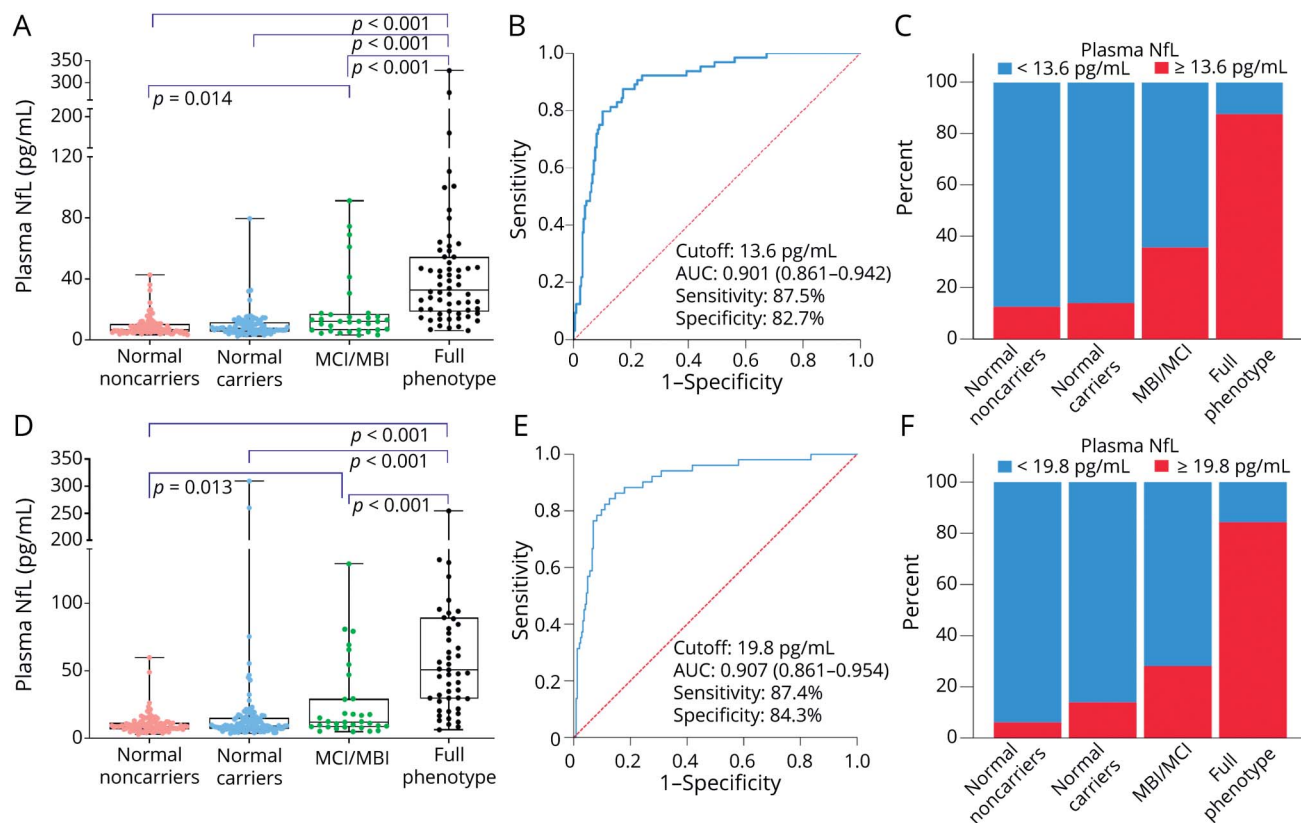 A
p < 0.001
p < 0.001
p < 0.001
p = 0.014
Plasma NfL (pg/mL)
350
300
200
120
80
40
0
Normal
noncarriers
Normal
carriers
MCI/MBI
Full
phenotype
B
Sensitivity
1.0
0.8
0.6
0.4
0.2
0
Cutoff: 13.6 pg/mL
AUC: 0.901 (0.861–0.942)
Sensitivity: 87.5%
Specificity: 82.7%
0 0.2 0.4 0.6 0.8 1.0
1–Specificity
C
Plasma NfL
< 13.6 pg/mL ≥ 13.6 pg/mL
Percent
100
80
60
40
20
0
Normal
noncarriers
Normal
carriers
MBI/MCI
Full
phenotype
D
p < 0.001
p < 0.001
p = 0.013
p < 0.001
Plasma NfL (pg/mL)
350
300
250
200
100
50
0
Normal
noncarriers
Normal
carriers
MCI/MBI
Full
phenotype
E
Sensitivity
1.0
0.8
0.6
0.4
0.2
0
Cutoff: 19.8 pg/mL
AUC: 0.907 (0.861–0.954)
Sensitivity: 87.4%
Specificity: 84.3%
0 0.2 0.4 0.6 0.8 1.0
1–Specificity
F
Plasma NfL
< 19.8 pg/mL ≥ 19.8 pg/mL
Percent
100
80
60
40
20
0
Normal
noncarriers
Normal
carriers
MBI/MCI
Full
phenotype